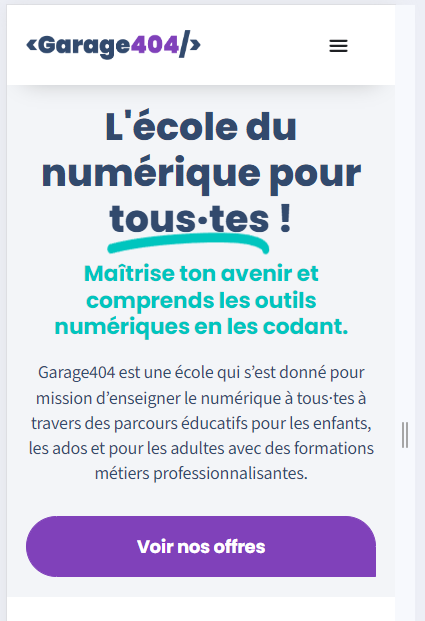 <Garage404/>
L'école du
numérique pour
tous·tes !
Maîtrise ton avenir et
comprends les outils
numériques en les codant.
Garage404 est une école qui s’est donné pour
mission d’enseigner le numérique à tous·tes à
travers des parcours éducatifs pour les enfants,
les ados et pour les adultes avec des formations
métiers professionnalisantes.
Voir nos offres